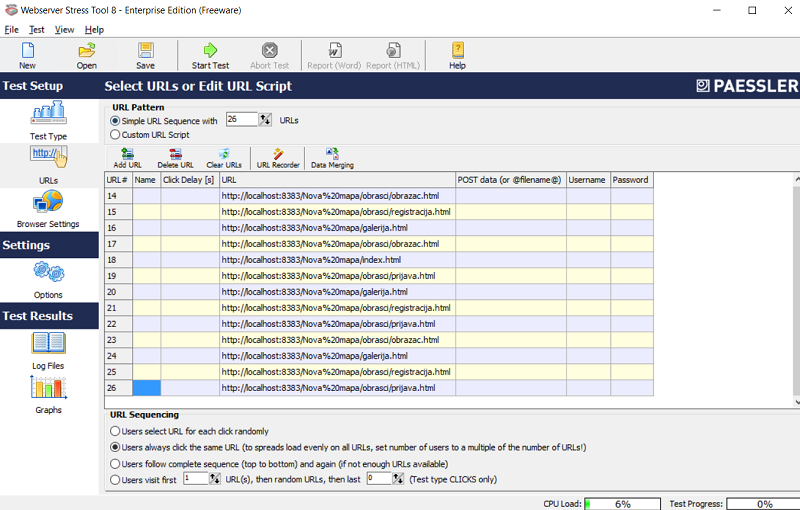 Webserver Stress Tool 8 - Enterprise Edition (Freeware)
File Test View Help
New Open Save Start Test Abort Test Report (Word) Report (HTML) Help
Test Setup
Select URLs or Edit URL Script
PAESSLER
Test Type
http://
URLs
Browser Settings
Settings
Options
Test Results
Log Files
Graphs
URL Pattern
Simple URL Sequence with 26 URLs
Custom URL Script
Add URL Delete URL Clear URLs URL Recorder Data Merging
URL# Name Click Delay [s] URL POST data (or @filename@) Username Password
14 http://localhost:8383/Nova%20mapa/obrasci/obrazac.html
15 http://localhost:8383/Nova%20mapa/obrasci/registracija.html
16 http://localhost:8383/Nova%20mapa/galerija.html
17 http://localhost:8383/Nova%20mapa/obrasci/obrazac.html
18 http://localhost:8383/Nova%20mapa/index.html
19 http://localhost:8383/Nova%20mapa/obrasci/prijava.html
20 http://localhost:8383/Nova%20mapa/galerija.html
21 http://localhost:8383/Nova%20mapa/obrasci/registracija.html
22 http://localhost:8383/Nova%20mapa/obrasci/prijava.html
23 http://localhost:8383/Nova%20mapa/obrasci/obrazac.html
24 http://localhost:8383/Nova%20mapa/galerija.html
25 http://localhost:8383/Nova%20mapa/obrasci/registracija.html
26 http://localhost:8383/Nova%20mapa/obrasci/prijava.html
URL Sequencing
Users select URL for each click randomly
Users always click the same URL (to spreads load evenly on all URLs, set number of users to a multiple of the number of URLs!)
Users follow complete sequence (top to bottom) and again (if not enough URLs available)
Users visit first 1 URL(s), then random URLs, then last 0 (Test type CLICKS only)
CPU Load: 6% Test Progress: 0%